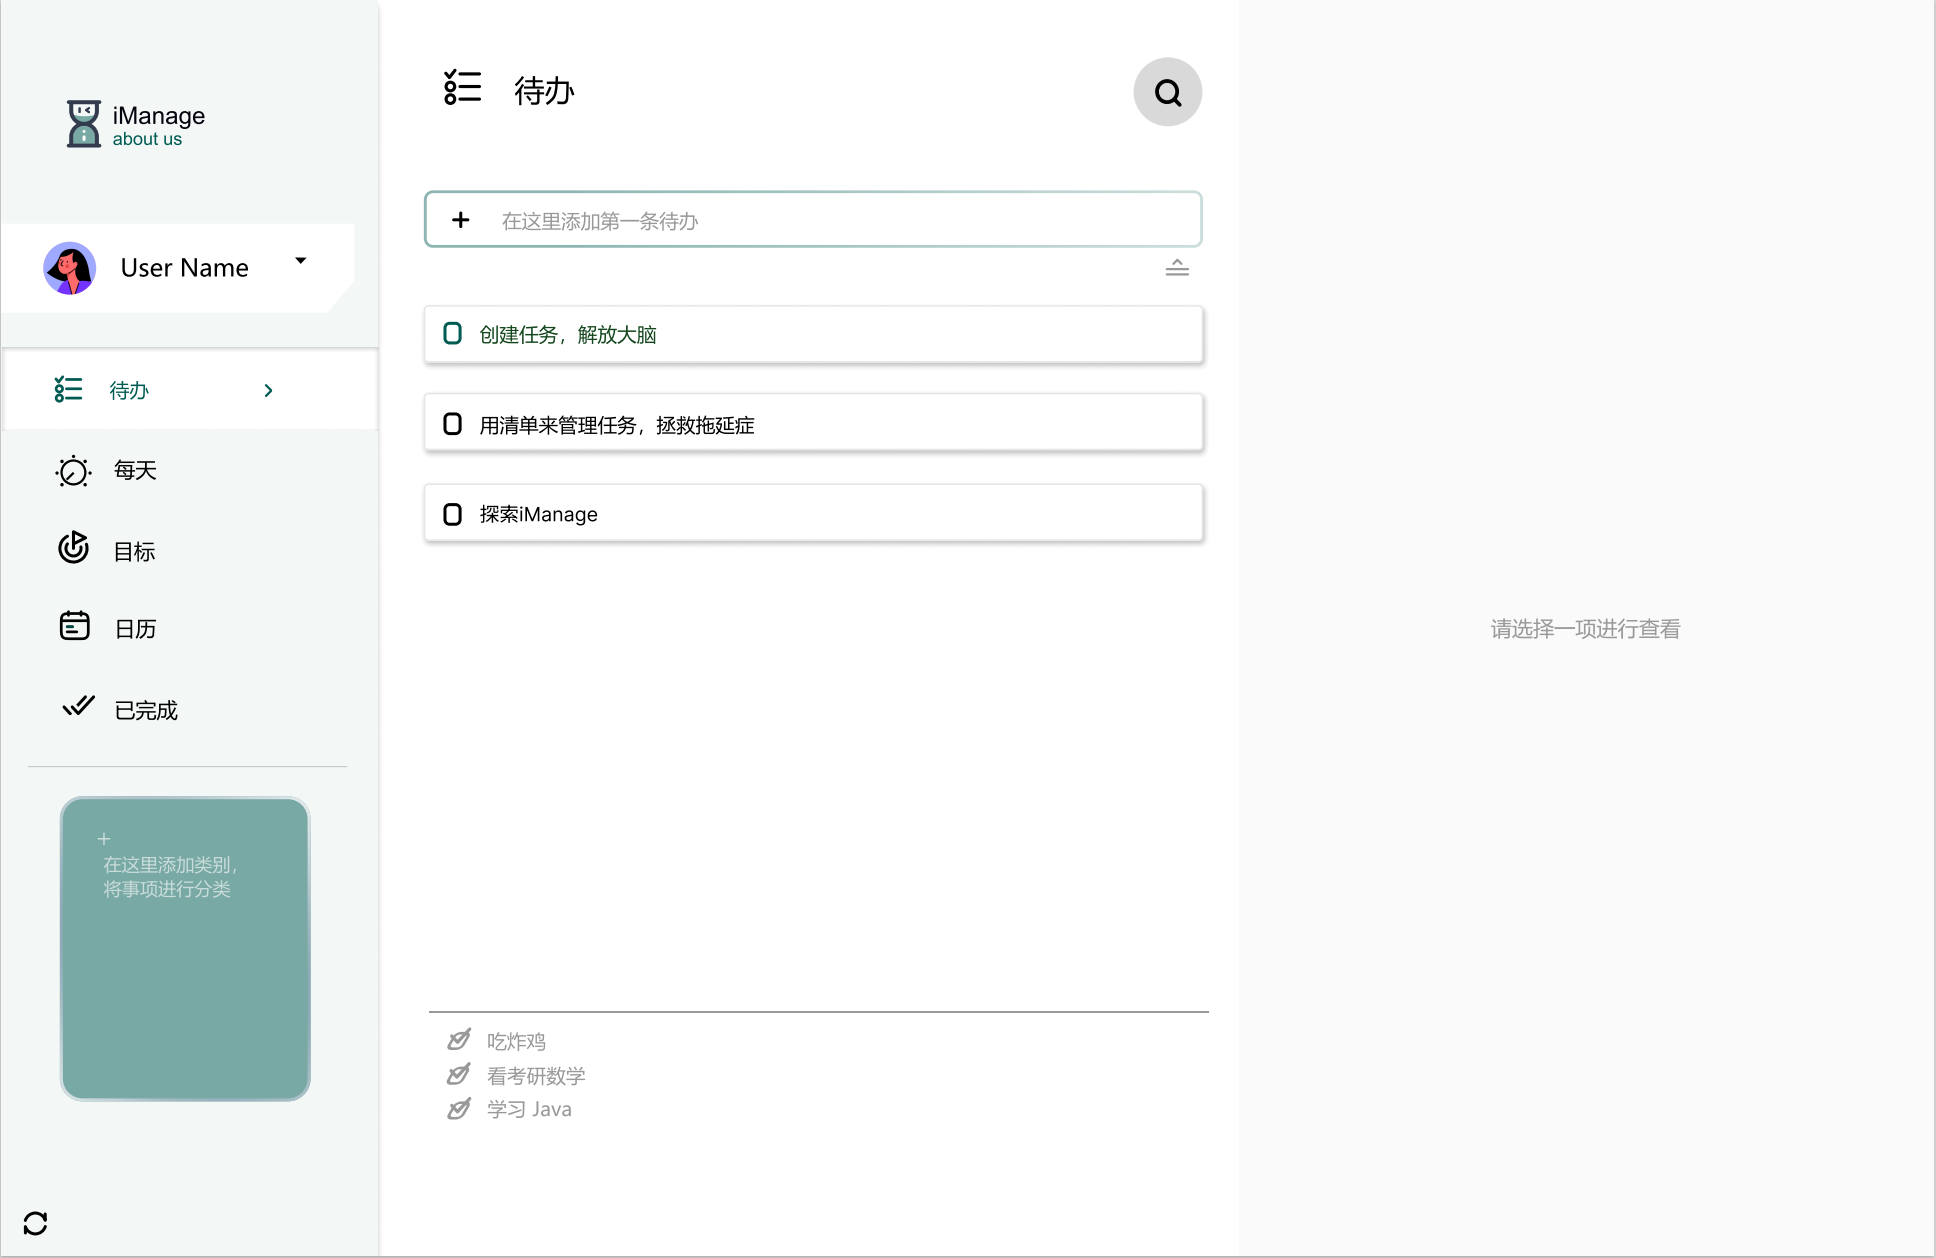 iManage
about us
User Name
待办
每天
目标
日历
已完成
+
在这里添加类别，
将事项进行分类
待办
+ 在这里添加第一条待办
创建任务，解放大脑
用清单来管理任务，拯救拖延症
探索iManage
吃炸鸡
看考研数学
学习 Java
请选择一项进行查看